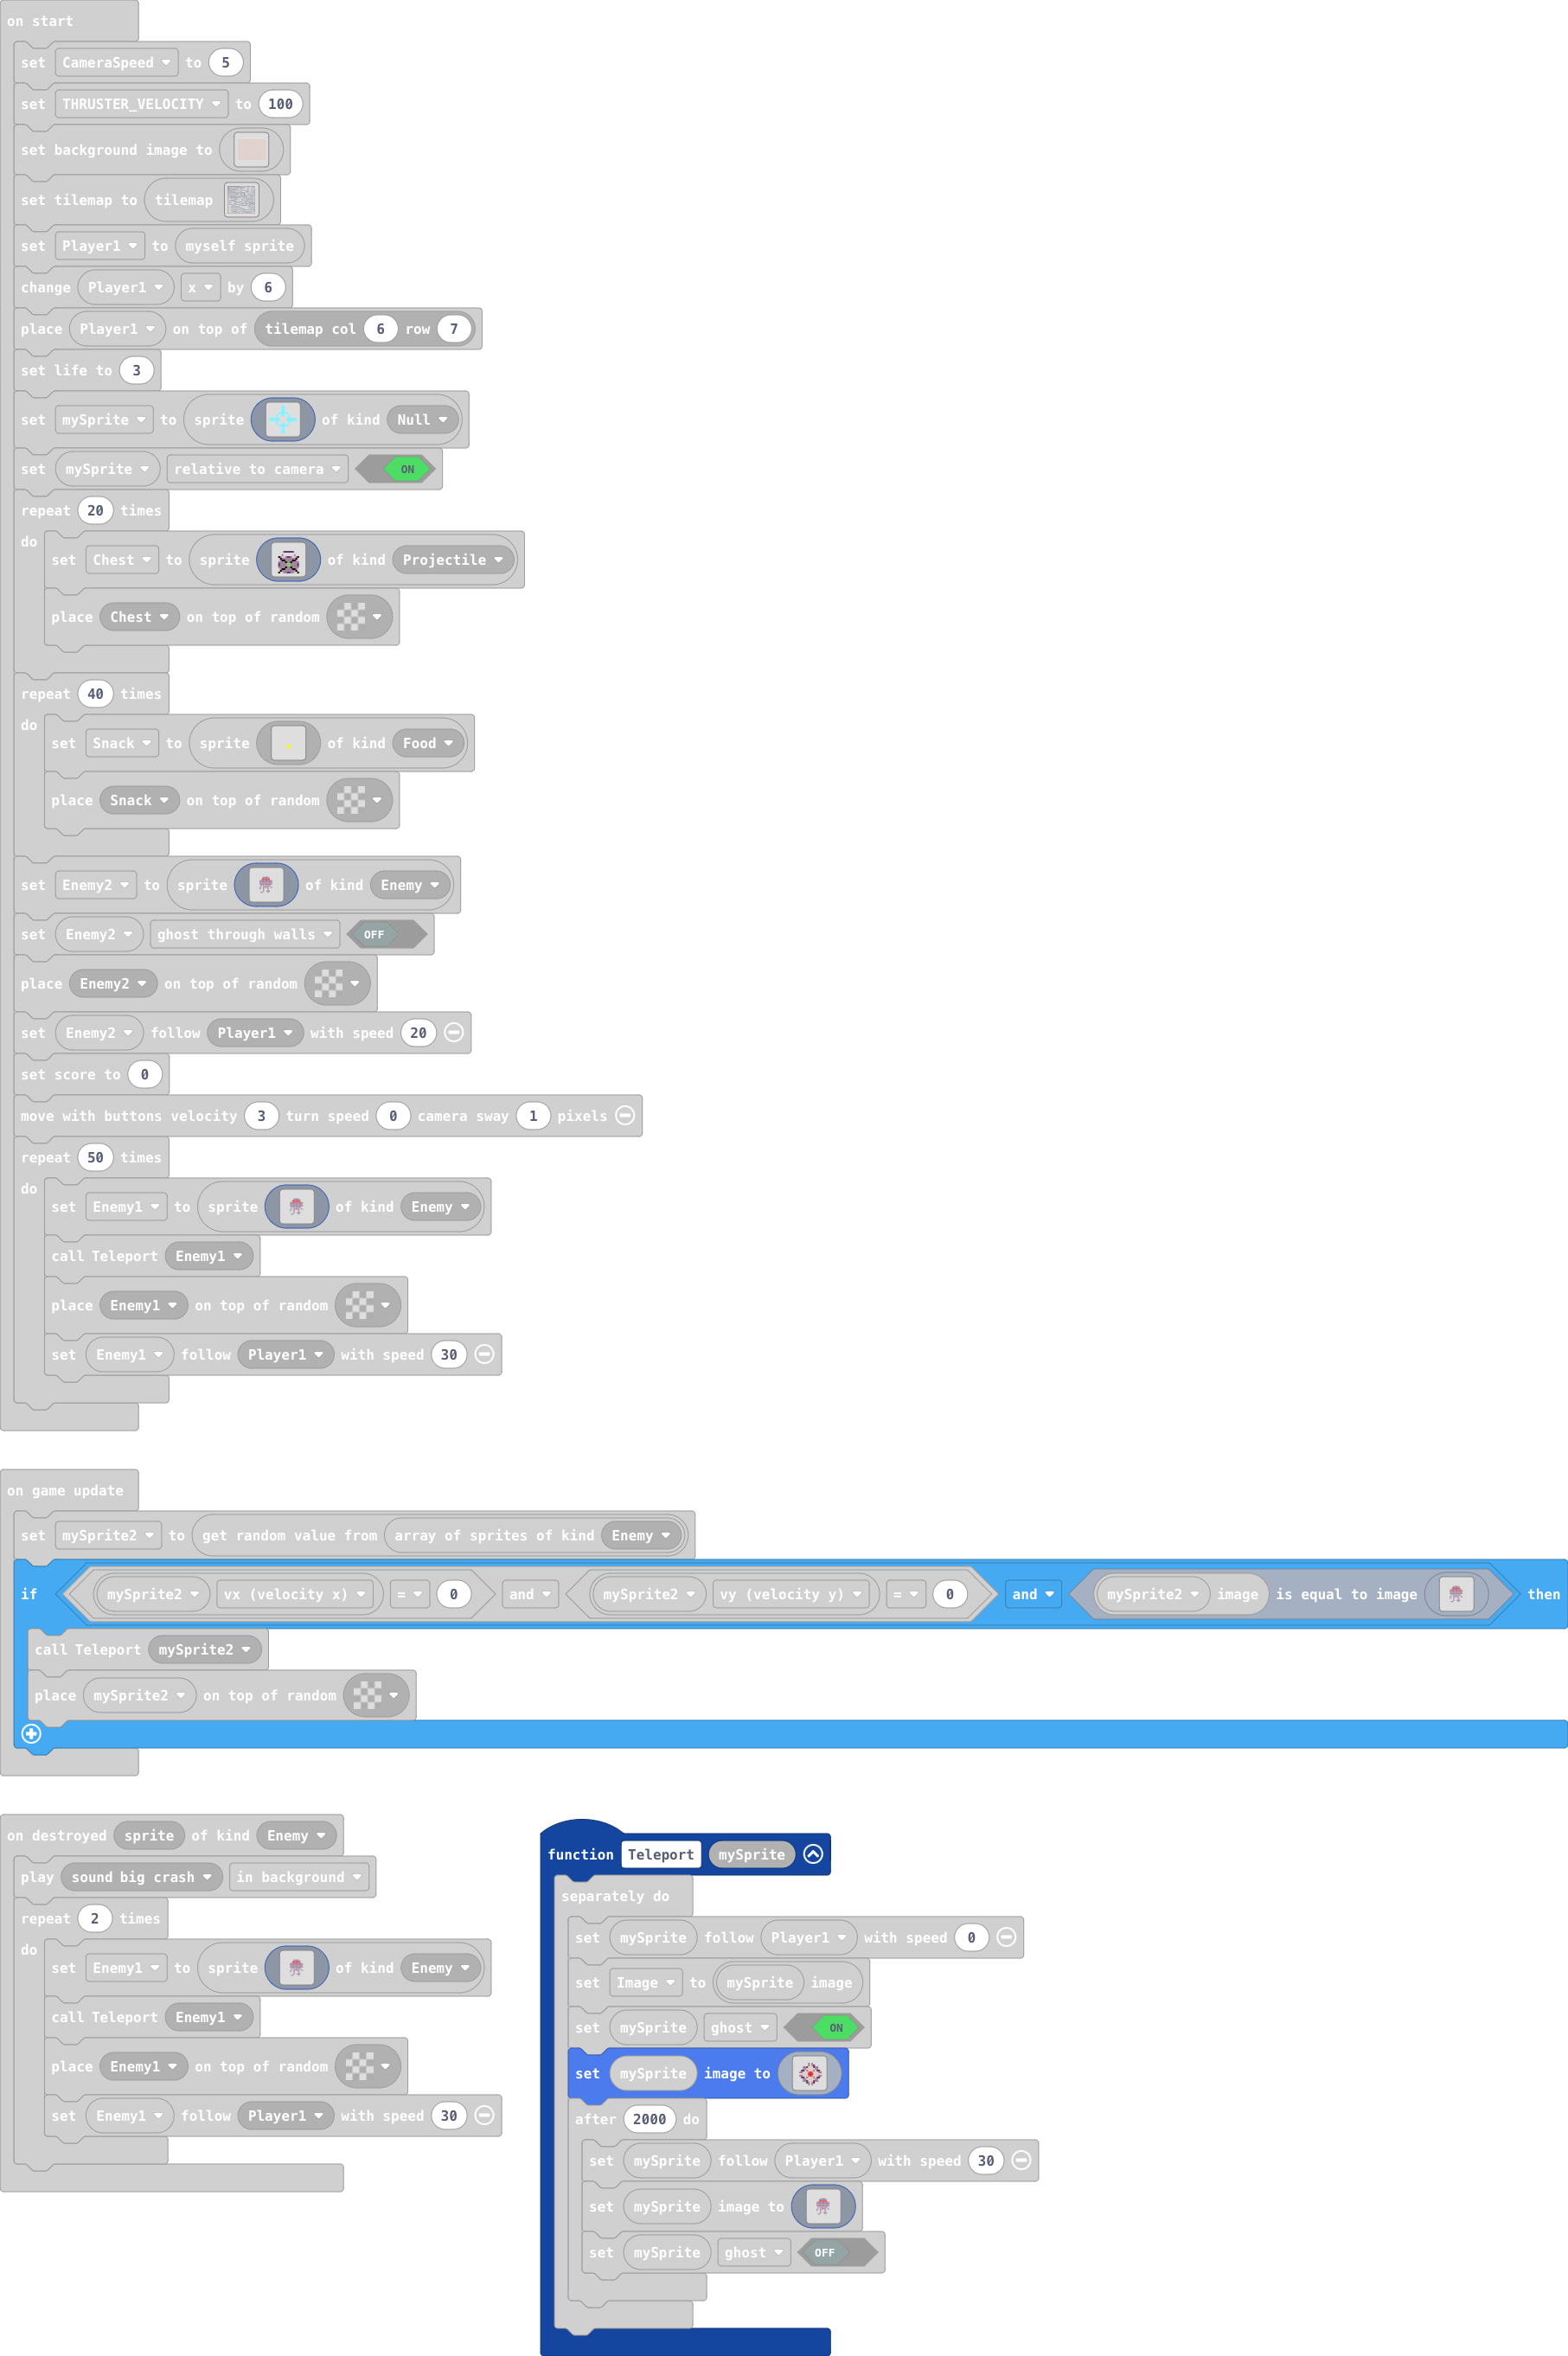 on start
set CameraSpeed to 5
set THRUSTER_VELOCITY to 100
set background image to
set tilemap to tilemap
set Player1 to myself sprite
change Player1 x by 6
place Player1 on top of tilemap col 6 row 7
set life to 3
set mySprite to sprite of kind Null
set mySprite relative to camera ON
repeat 20 times
do
set Chest to sprite of kind Projectile
place Chest on top of random
repeat 40 times
do
set Snack to sprite of kind Food
place Snack on top of random
set Enemy2 to sprite of kind Enemy
set Enemy2 ghost through walls OFF
place Enemy2 on top of random
set Enemy2 follow Player1 with speed 20
set score to 0
move with buttons velocity 3 turn speed 0 camera sway 1 pixels
repeat 50 times
do
set Enemy1 to sprite of kind Enemy
call Teleport Enemy1
place Enemy1 on top of random
set Enemy1 follow Player1 with speed 30
on game update
set mySprite2 to get random value from array of sprites of kind Enemy
if mySprite2 vx (velocity x) = 0 and mySprite2 vy (velocity y) = 0 and mySprite2 image is equal to image then
call Teleport mySprite2
place mySprite2 on top of random
on destroyed sprite of kind Enemy
play sound big crash in background
repeat 2 times
do
set Enemy1 to sprite of kind Enemy
call Teleport Enemy1
place Enemy1 on top of random
set Enemy1 follow Player1 with speed 30
function Teleport mySprite
separately do
set mySprite follow Player1 with speed 0
set Image to mySprite image
set mySprite ghost ON
set mySprite image to
after 2000 do
set mySprite follow Player1 with speed 30
set mySprite image to
set mySprite ghost OFF